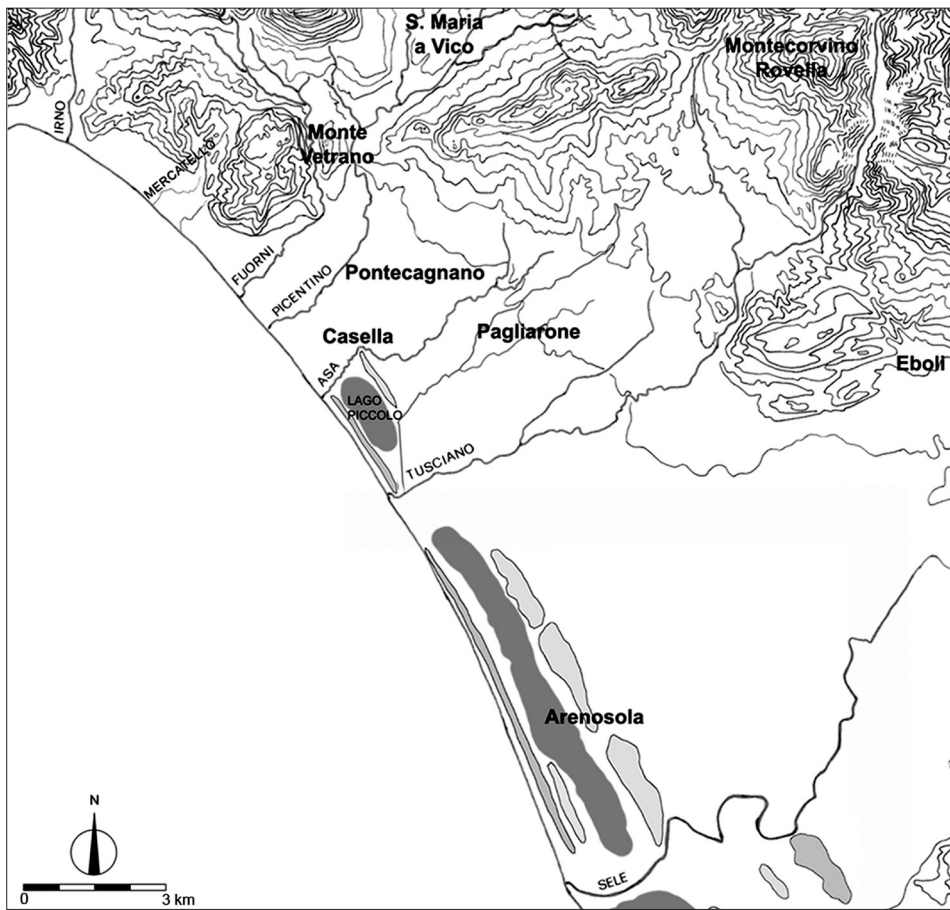 S. Maria
a Vico
Montecorvino
Rovella
IRNO
Monte
Vetrano
MERCATELLO
FUORNI
PICENTINO
Pontecagnano
Casella
Pagliarone
Eboli
ASA
LAGO
PICCOLO
TUSCIANO
Arenosola
SELE
N
0
3 km